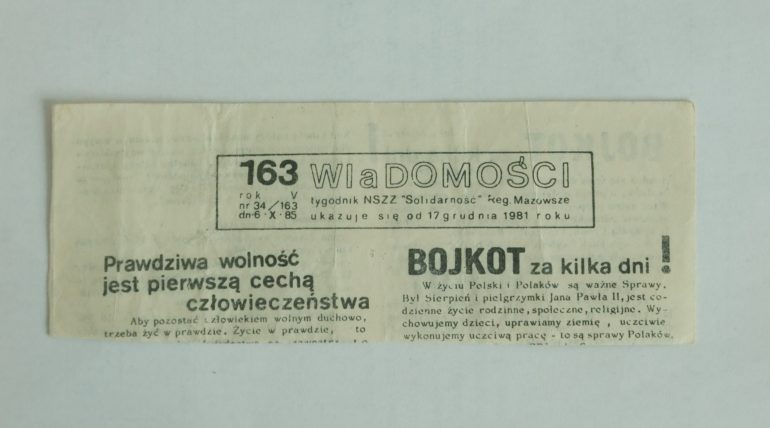 163 WIaDOMOŚCI
rok V
nr 34/163
dn·6·X·85
tygodnik NSZZ "Solidarność" Reg. Mazowsze
ukazuje się od 17 grudnia 1981 roku
Prawdziwa wolność
jest pierwszą cechą
człowieczeństwa
Aby pozostać człowiekiem wolnym duchowo,
trzeba żyć w prawdzie. Życie w prawdzie, to
BOJKOT za kilka dni !
W życiu Polski i Polaków są ważne Sprawy.
Był Sierpień i pielgrzymki Jana Pawła II, jest co-
dzienne życie rodzinne, społeczne, religijne. Wy-
chowujemy dzieci, uprawiamy ziemię , uczciwie
wykonujemy uczciwą pracę - to są sprawy Polaków.